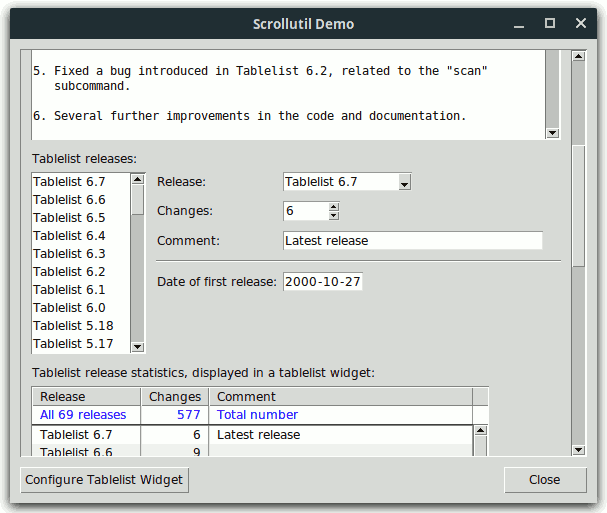 Scrollutil Demo
5. Fixed a bug introduced in Tablelist 6.2, related to the "scan"
subcommand.
6. Several further improvements in the code and documentation.
Tablelist releases:
Tablelist 6.7
Tablelist 6.6
Tablelist 6.5
Tablelist 6.4
Tablelist 6.3
Tablelist 6.2
Tablelist 6.1
Tablelist 6.0
Tablelist 5.18
Tablelist 5.17
Release: Tablelist 6.7
Changes: 6
Comment: Latest release
Date of first release: 2000-10-27
Tablelist release statistics, displayed in a tablelist widget:
Release Changes Comment
All 69 releases 577 Total number
Tablelist 6.7 6 Latest release
Tablelist 6.6 9
Configure Tablelist Widget Close